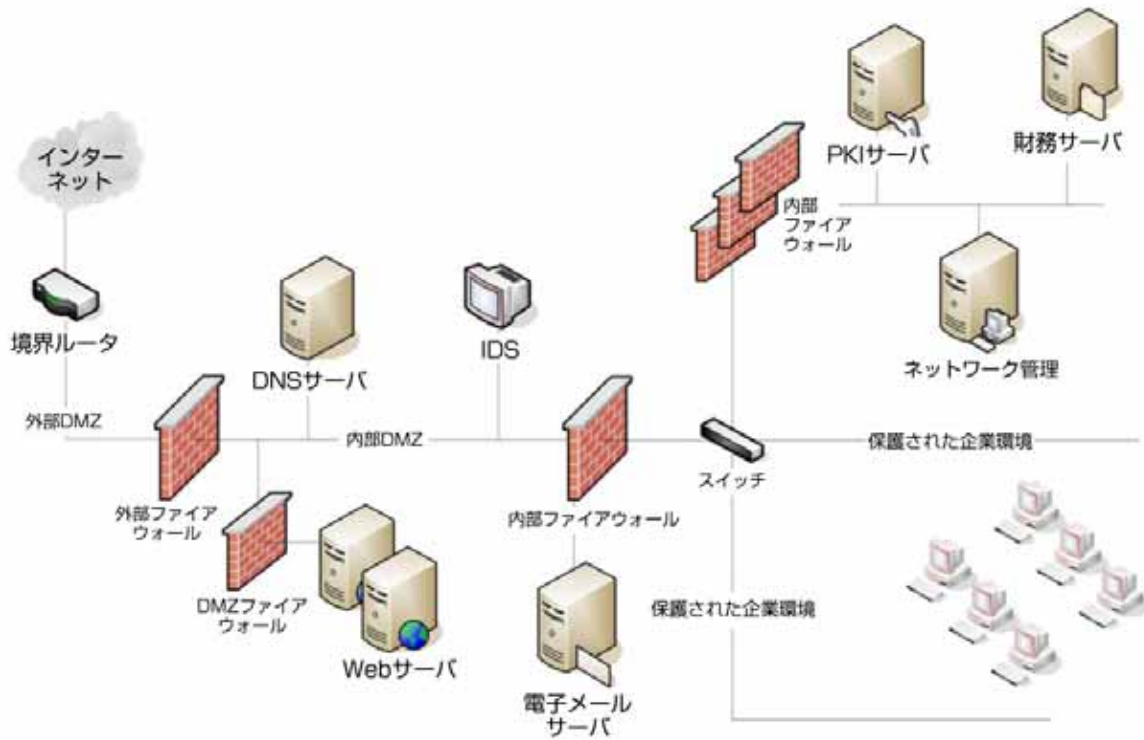 インター
ネット
境界ルータ
外部DMZ
外部ファイア
ウォール
DNSサーバ
内部DMZ
IDS
DMZファイア
ウォール
Webサーバ
内部ファイアウォール
電子メール
サーバ
スイッチ
内部
ファイア
ウォール
PKIサーバ
財務サーバ
ネットワーク管理
保護された企業環境
保護された企業環境